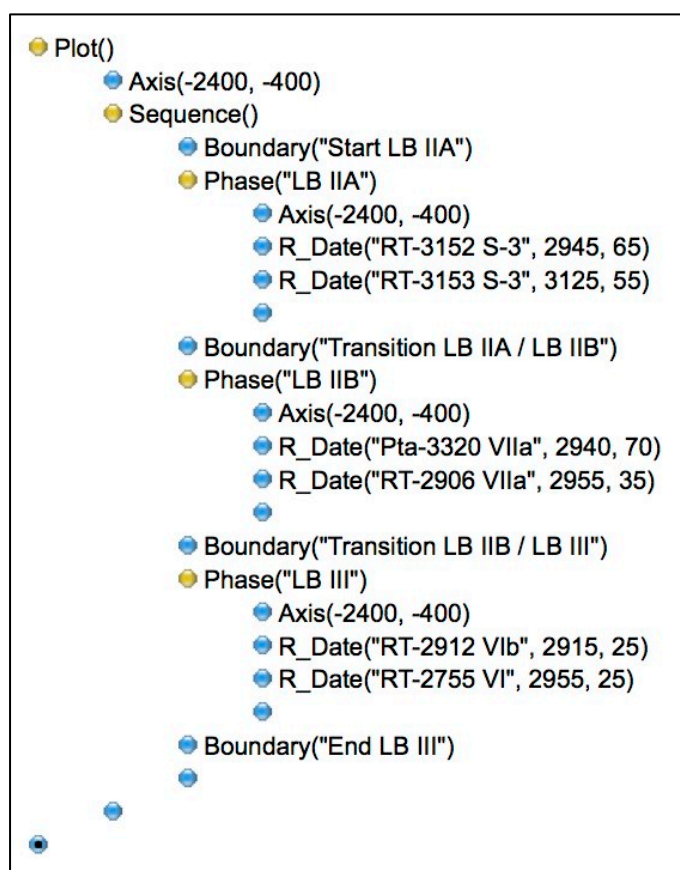 Plot()
Axis(-2400, -400)
Sequence()
Boundary("Start LB IIA")
Phase("LB IIA")
Axis(-2400, -400)
R_Date("RT-3152 S-3", 2945, 65)
R_Date("RT-3153 S-3", 3125, 55)
Boundary("Transition LB IIA / LB IIB")
Phase("LB IIB")
Axis(-2400, -400)
R_Date("Pta-3320 VIIa", 2940, 70)
R_Date("RT-2906 VIIa", 2955, 35)
Boundary("Transition LB IIB / LB III")
Phase("LB III")
Axis(-2400, -400)
R_Date("RT-2912 VIb", 2915, 25)
R_Date("RT-2755 VI", 2955, 25)
Boundary("End LB III")